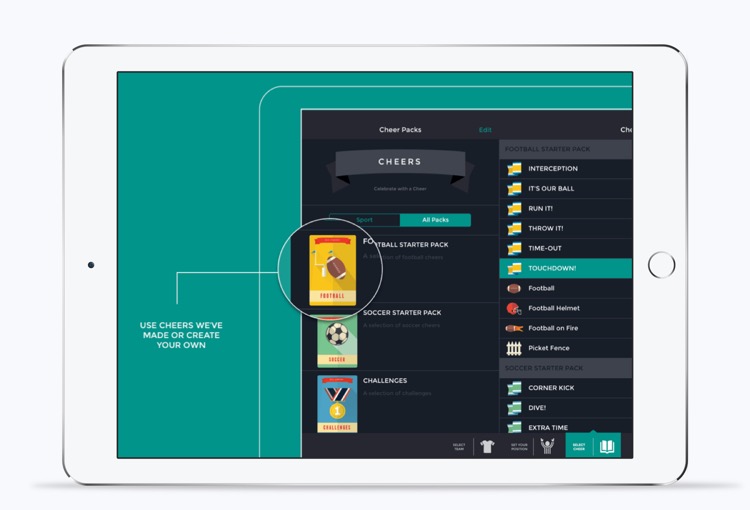 Cheer Packs
Edit
Che
CHEERS
Celebrate with a Cheer
Sport
All Packs
FO
OTBALL STARTER PACK
A selection of football cheers
FOOTBALL
SOCCER STARTER PACK
A selection of soccer cheers
SOCCER
CHALLENGES
A selection of challenges
CHALLENGES
FOOTBALL STARTER PACK
INTERCEPTION
IT'S OUR BALL
RUN IT!
THROW IT!
TIME-OUT
TOUCHDOWN!
Football
Football Helmet
Football on Fire
Picket Fence
SOCCER STARTER PACK
CORNER KICK
DIVE!
EXTRA TIME
USE CHEERS WE'VE
MADE OR CREATE
YOUR OWN
SELECT
TEAM
SET YOUR
POSITION
SELECT
CHEER